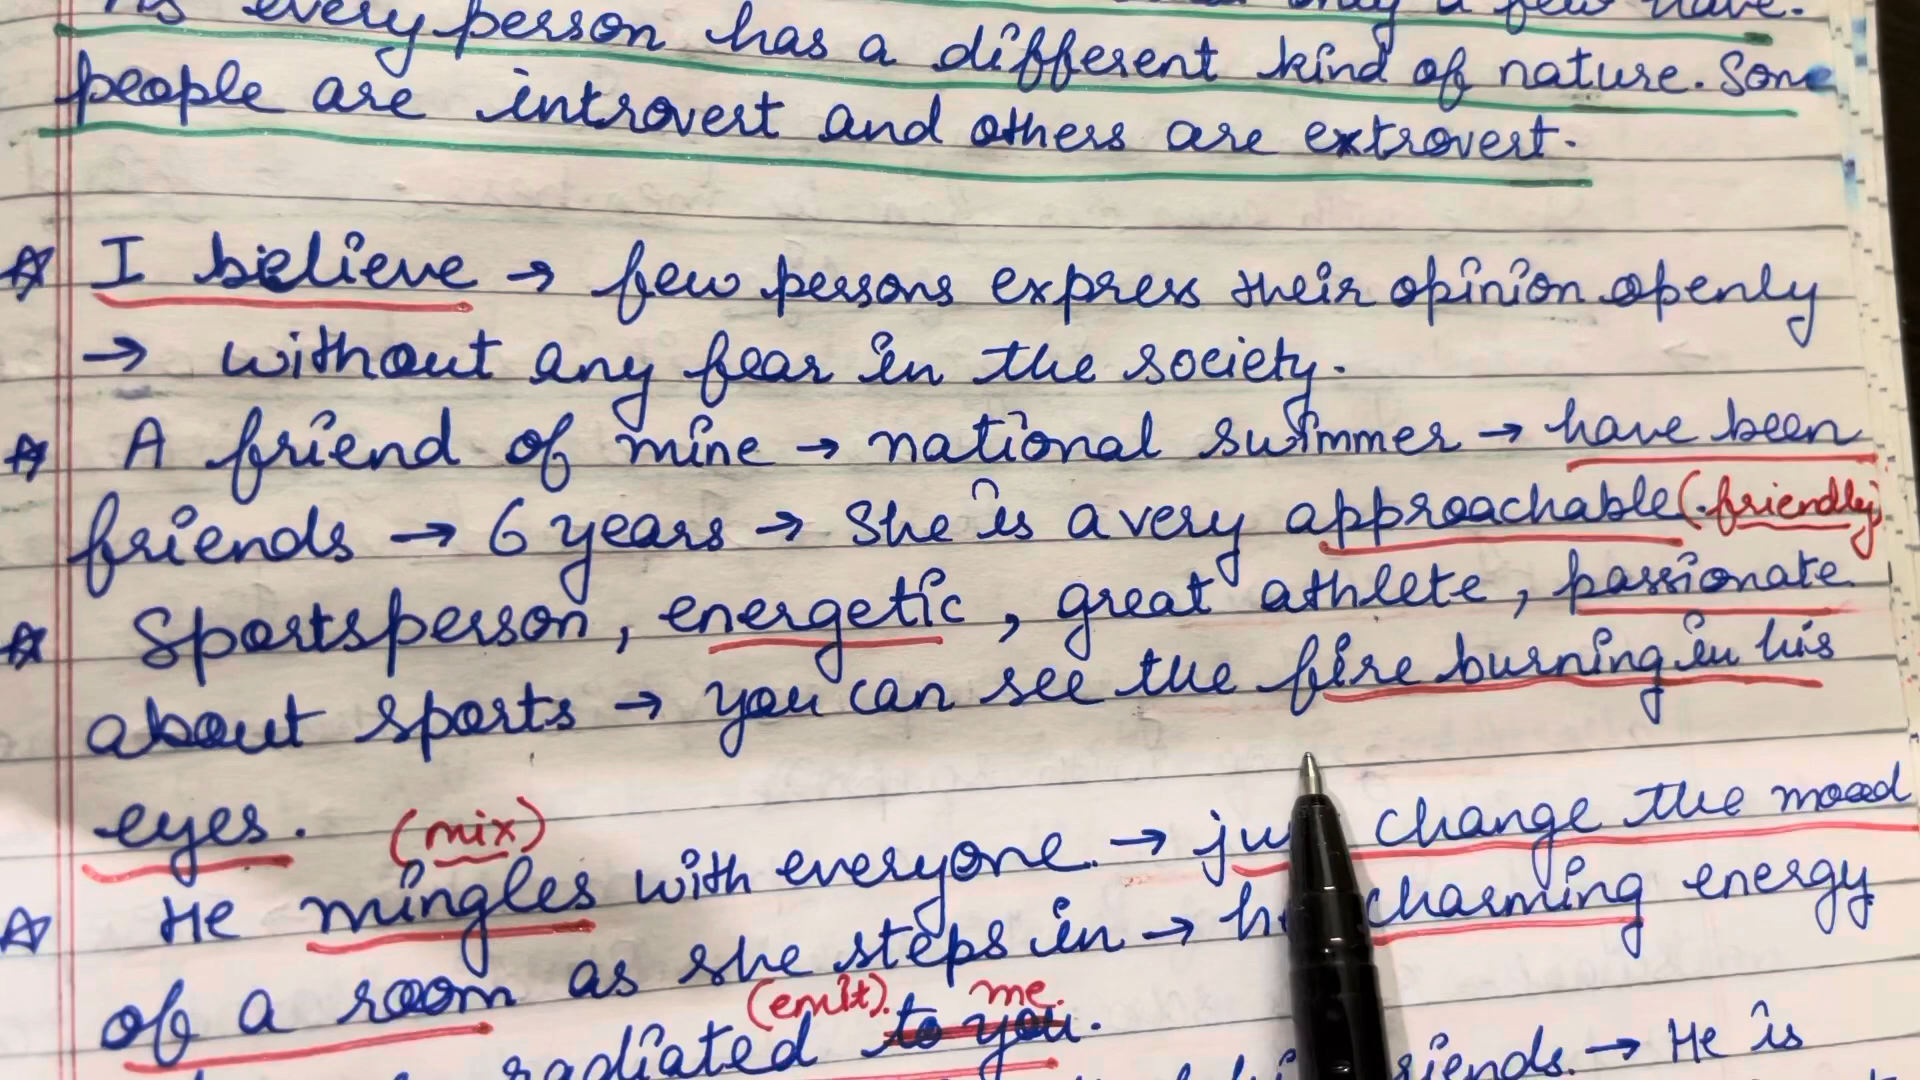 every person has a different kind of nature. Some
people are introvert and others are extrovert.
I believe → few persons express their opinion openly
→ without any fear in the society.
A friend of mine → national swimmer → have been
friends → 6 years → She is a very approachable (friendly)
Sportsperson, energetic, great athlete, passionate
about sports → you can see the fire burning in his
eyes. (mix)
He mingles with everyone. → change the mood
of a room as she steps in → charming energy
(emit). me.
radiated to you.
→ He is